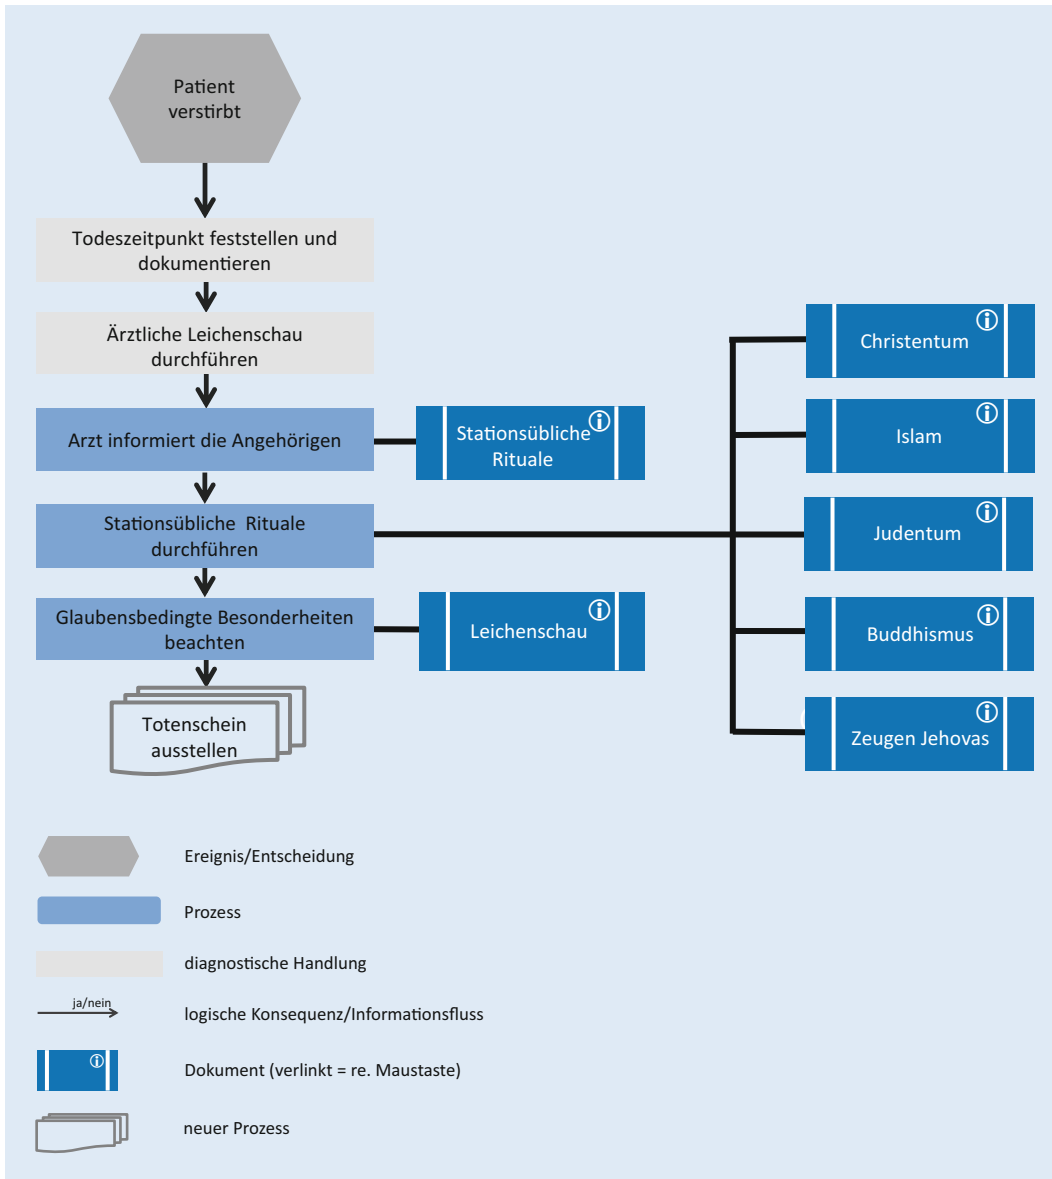 Patient
verstirbt
Todeszeitpunkt feststellen und
dokumentieren
Ärztliche Leichenschau
durchführen
Arzt informiert die Angehörigen
Stationsübliche
Rituale
Stationsübliche Rituale
durchführen
Christentum
Islam
Judentum
Buddhismus
Zeugen Jehovas
Glaubensbedingte Besonderheiten
beachten
Leichenschau
Totenschein
ausstellen
Ereignis/Entscheidung
Prozess
diagnostische Handlung
ja/nein
logische Konsequenz/Informationsfluss
Dokument (verlinkt = re. Maustaste)
neuer Prozess